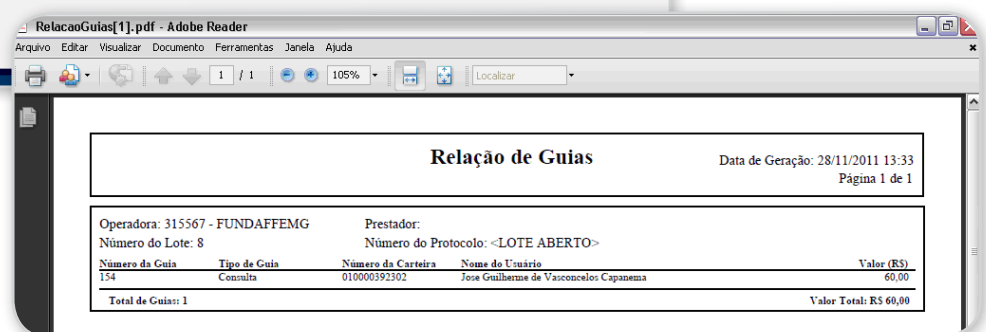 RelacaoGuias[1].pdf - Adobe Reader
Arquivo Editar Visualizar Documento Ferramentas Janela Ajuda
1 / 1 105% Localizar
Relação de Guias
Data de Geração: 28/11/2011 13:33
Página 1 de 1
Operadora: 315567 - FUNDAFFEMG Prestador:
Número do Lote: 8 Número do Protocolo: <LOTE ABERTO>
Número da Guia Tipo de Guia Número da Carteira Nome do Usuário Valor (R$)
154 Consulta 010000392302 Jose Guilherme de Vasconcelos Capanema 60,00
Total de Guias: 1 Valor Total: R$ 60,00